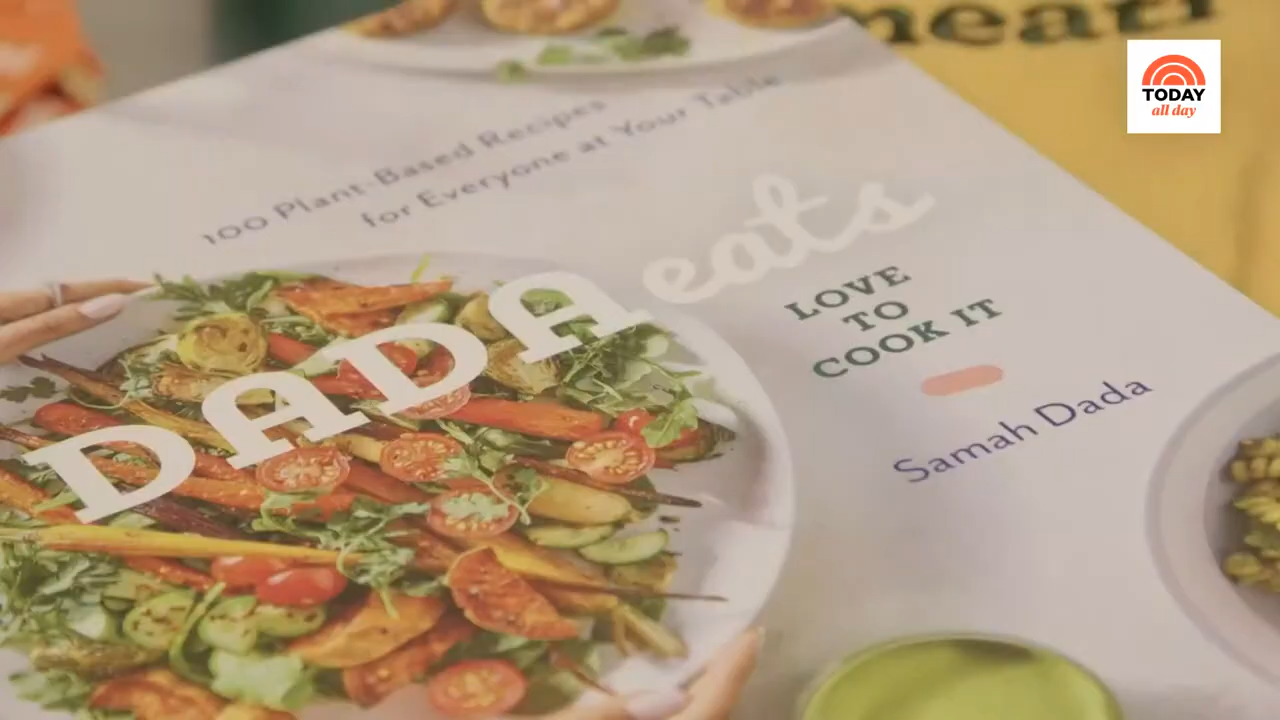 meati
TODAY
all day
100 Plant-Based Recipes
for Everyone at Your Table
DADA eats
LOVE
TO
COOK IT
Samah Dada